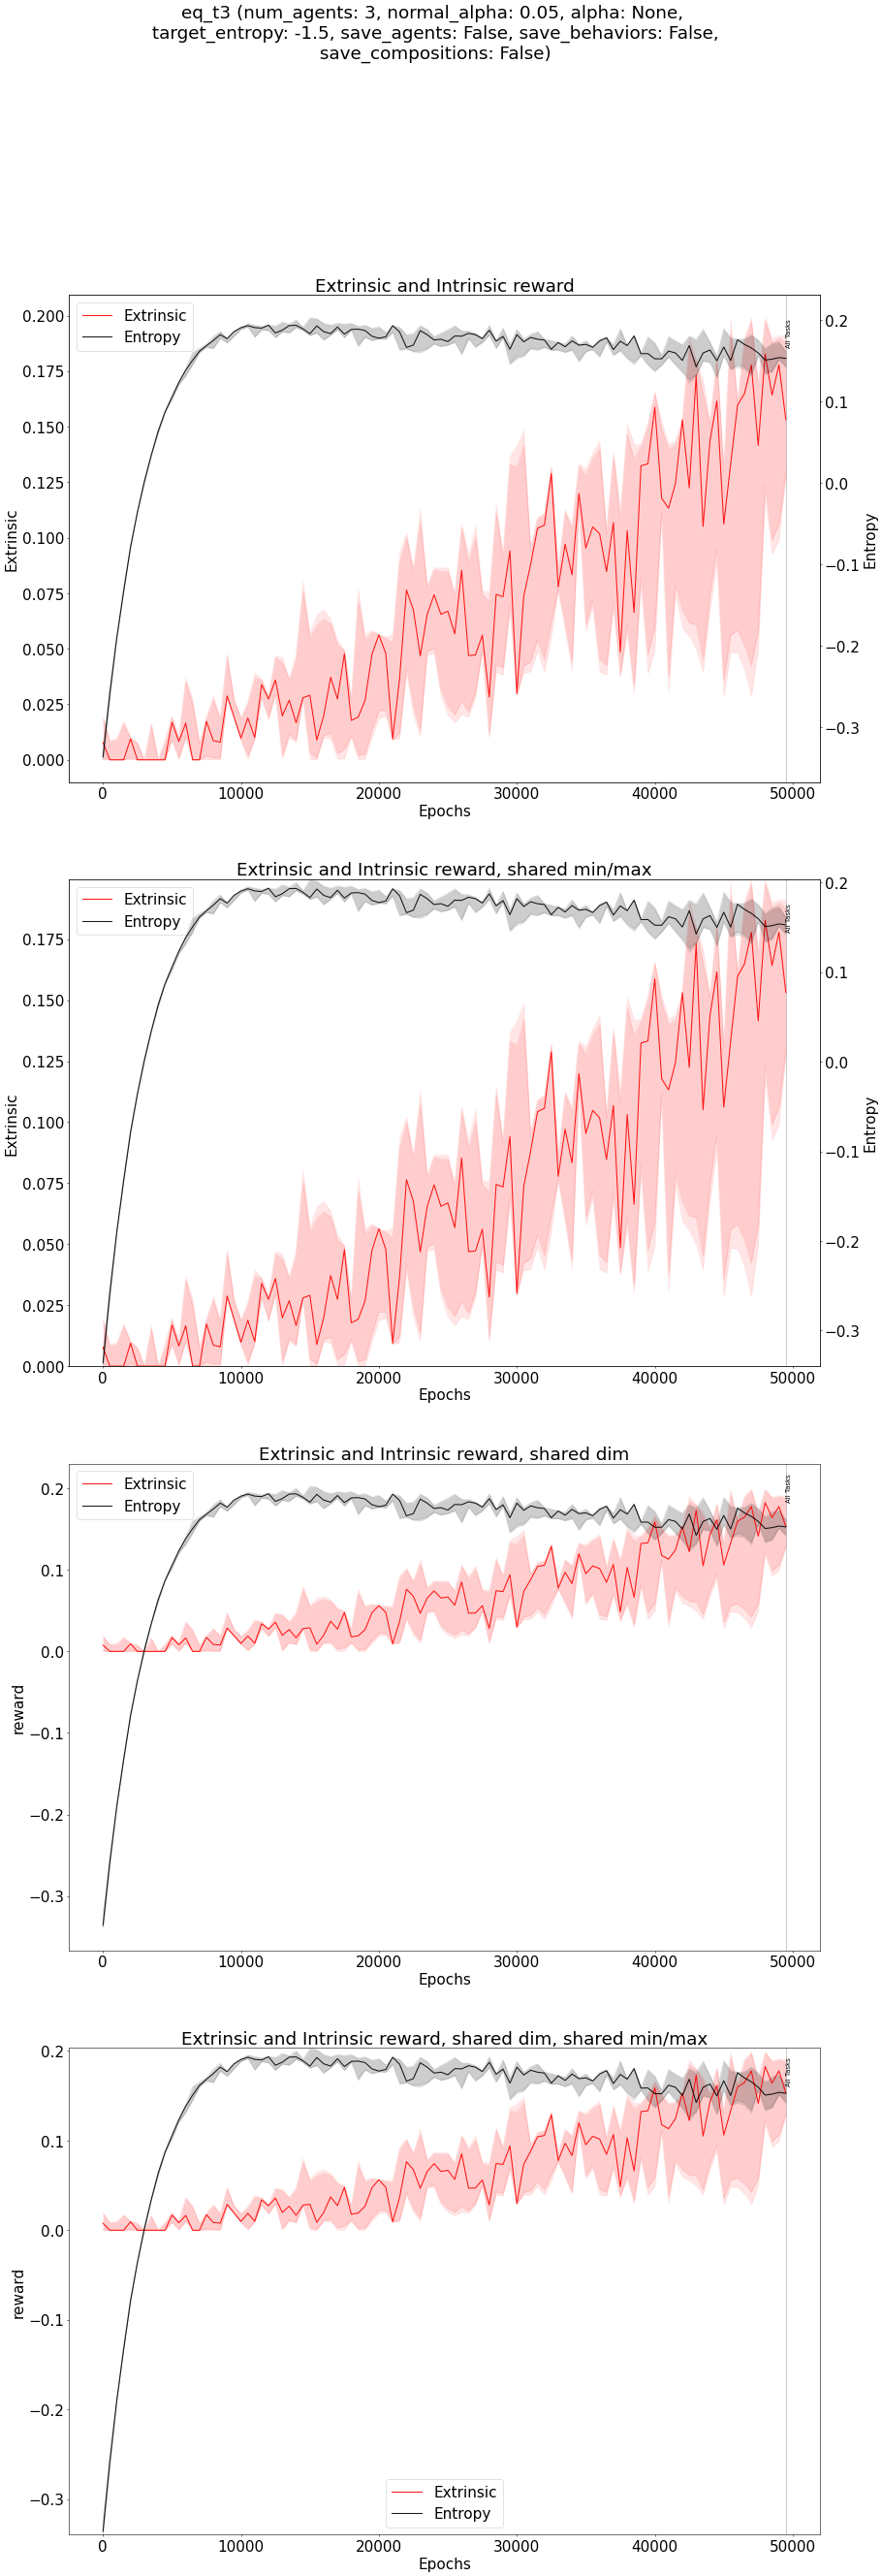 eq_t3 (num_agents: 3, normal_alpha: 0.05, alpha: None,
target_entropy: -1.5, save_agents: False, save_behaviors: False,
save_compositions: False)
Extrinsic and Intrinsic reward
Extrinsic
Entropy
All Tasks
0.200
0.175
0.150
0.125
0.100
0.075
0.050
0.025
0.000
Extrinsic
0.2
0.1
0.0
−0.1
−0.2
−0.3
Entropy
0 10000 20000 30000 40000 50000
Epochs
Extrinsic and Intrinsic reward, shared min/max
Extrinsic
Entropy
All Tasks
0.175
0.150
0.125
0.100
0.075
0.050
0.025
0.000
Extrinsic
0.2
0.1
0.0
−0.1
−0.2
−0.3
Entropy
0 10000 20000 30000 40000 50000
Epochs
Extrinsic and Intrinsic reward, shared dim
Extrinsic
Entropy
All Tasks
0.2
0.1
0.0
−0.1
−0.2
−0.3
reward
0 10000 20000 30000 40000 50000
Epochs
Extrinsic and Intrinsic reward, shared dim, shared min/max
All Tasks
0.2
0.1
0.0
−0.1
−0.2
−0.3
reward
Extrinsic
Entropy
0 10000 20000 30000 40000 50000
Epochs